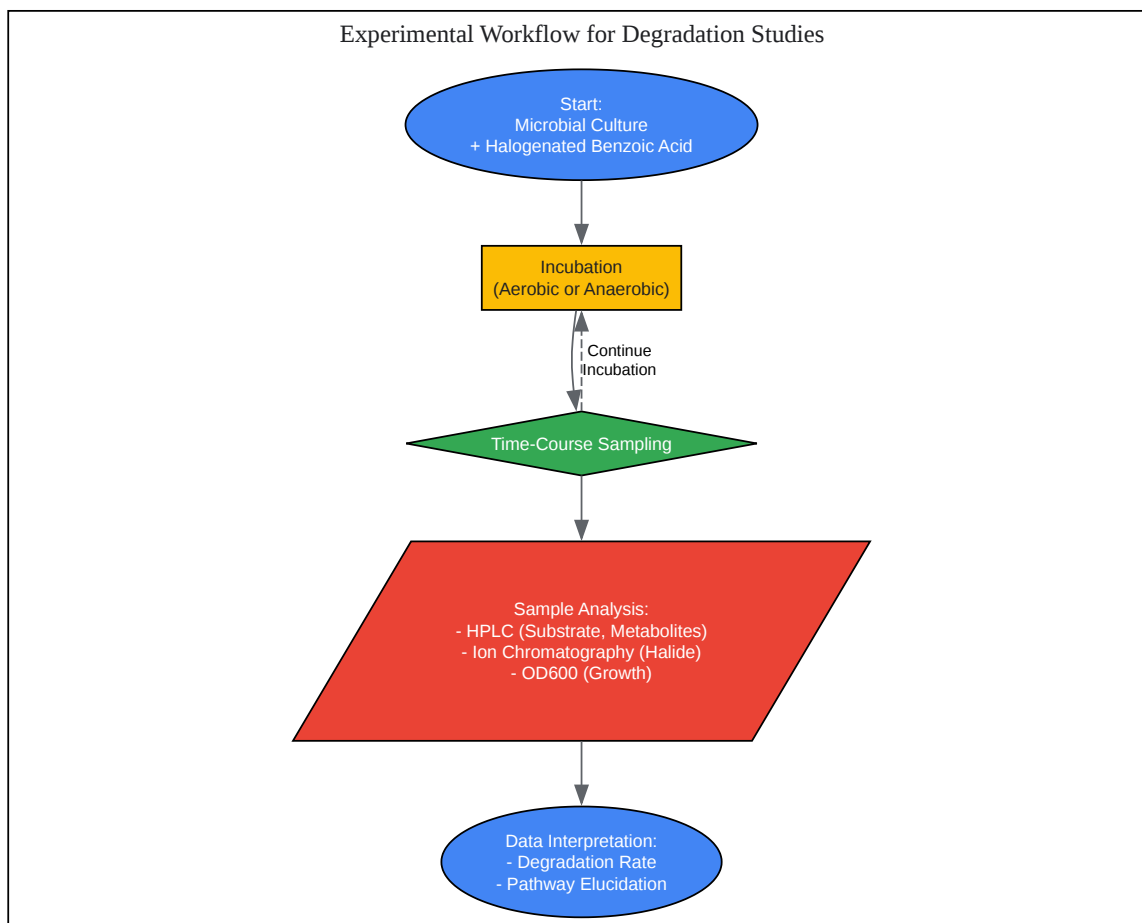 Experimental Workflow for Degradation Studies
Start:
Microbial Culture
+ Halogenated Benzoic Acid
Incubation
(Aerobic or Anaerobic)
Continue
Incubation
Time-Course Sampling
Sample Analysis:
- HPLC (Substrate, Metabolites)
- Ion Chromatography (Halide)
- OD600 (Growth)
Data Interpretation:
- Degradation Rate
- Pathway Elucidation